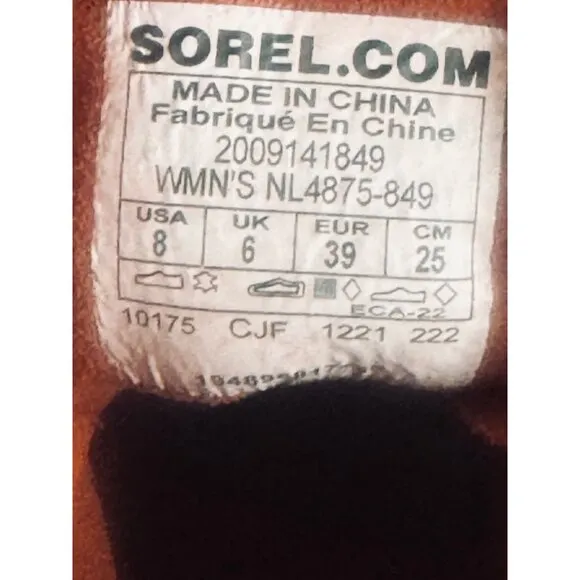 SOREL.COM
MADE IN CHINA
Fabriqué En Chine
2009141849
WMN'S NL4875-849
USA UK EUR CM
8 6 39 25
ECA-22
10175 CJF 1221 222